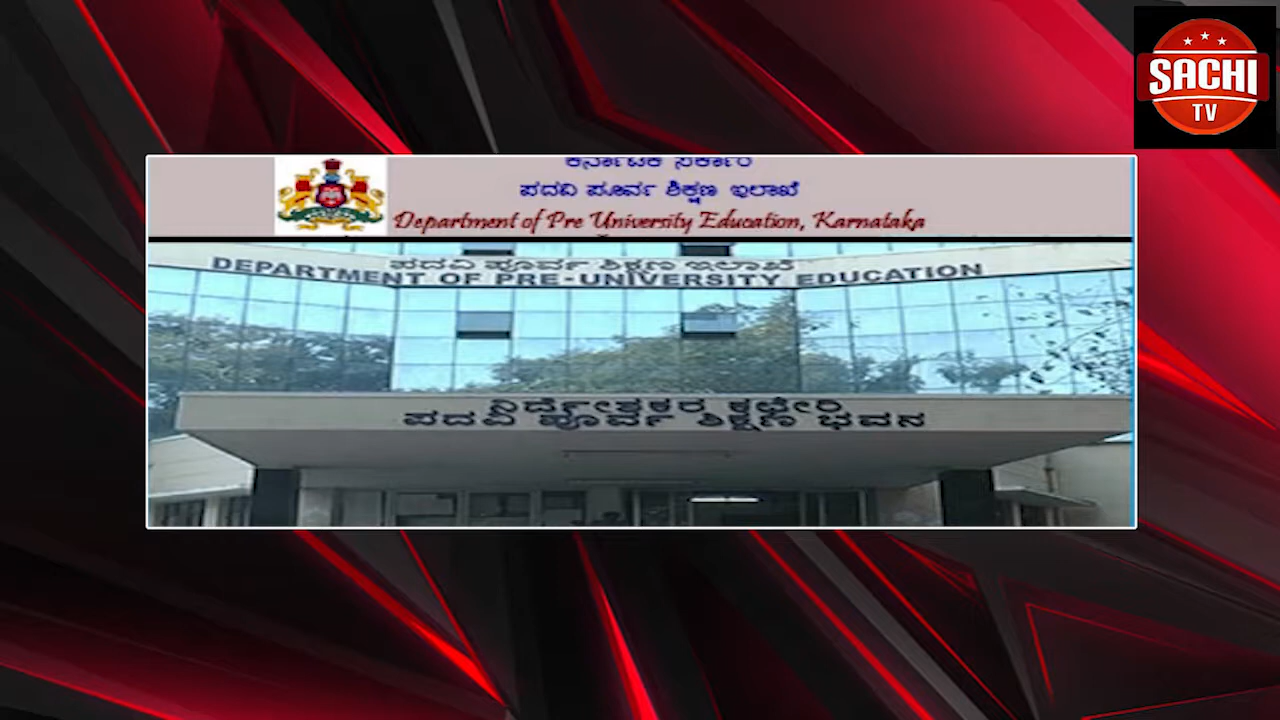 SACHI
TV
ಕರ್ನಾಟಕ ಸರ್ಕಾರ
ಪದವಿ ಪೂರ್ವ ಶಿಕ್ಷಣ ಇಲಾಖೆ
Department of Pre University Education, Karnataka
ಪದವಿ ಪೂರ್ವ ಶಿಕ್ಷಣ ಇಲಾಖೆ
DEPARTMENT OF PRE-UNIVERSITY EDUCATION
ನಿರ್ದೇಶಕರ ಕಛೇರಿ
ಪದವಿ ಪೂರ್ವ ಶಿಕ್ಷಣ ಭವನ